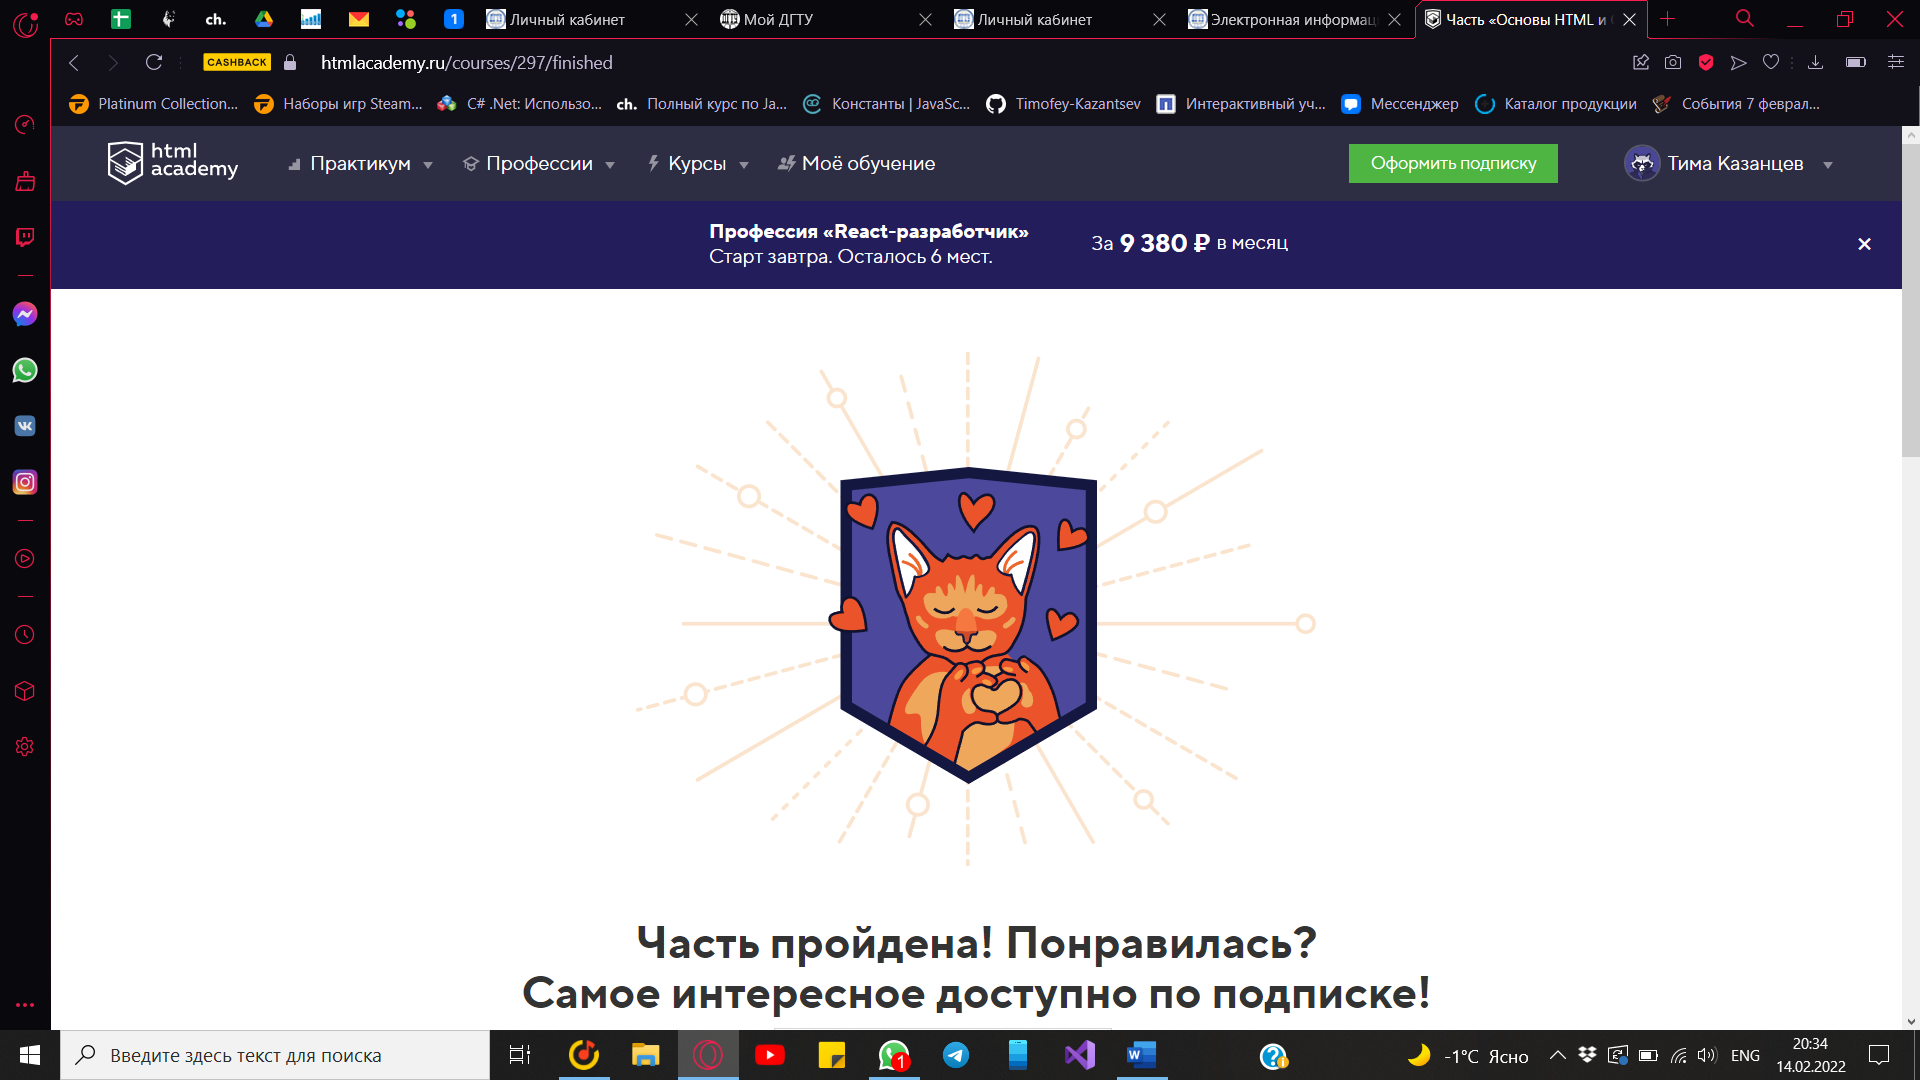 ch.
1
Личный кабинет
Мой ДГТУ
Личный кабинет
Электронная информац
Часть «Основы HTML и
CASHBACK
htmlacademy.ru/courses/297/finished
Platinum Collection...
Наборы игр Steam...
C# .Net: Использо...
ch.
Полный курс по Ja...
Константы | JavaSc...
Timofey-Kazantsev
Интерактивный уч...
Мессенджер
Каталог продукции
События 7 феврал...
html
academy
Практикум
Профессии
Курсы
Моё обучение
Оформить подписку
Тима Казанцев
Профессия «React-разработчик»
Старт завтра. Осталось 6 мест.
За 9 380 ₽ в месяц
Часть пройдена! Понравилась?
Самое интересное доступно по подписке!
Введите здесь текст для поиска
1
W
-1°C Ясно
ENG
20:34
14.02.2022